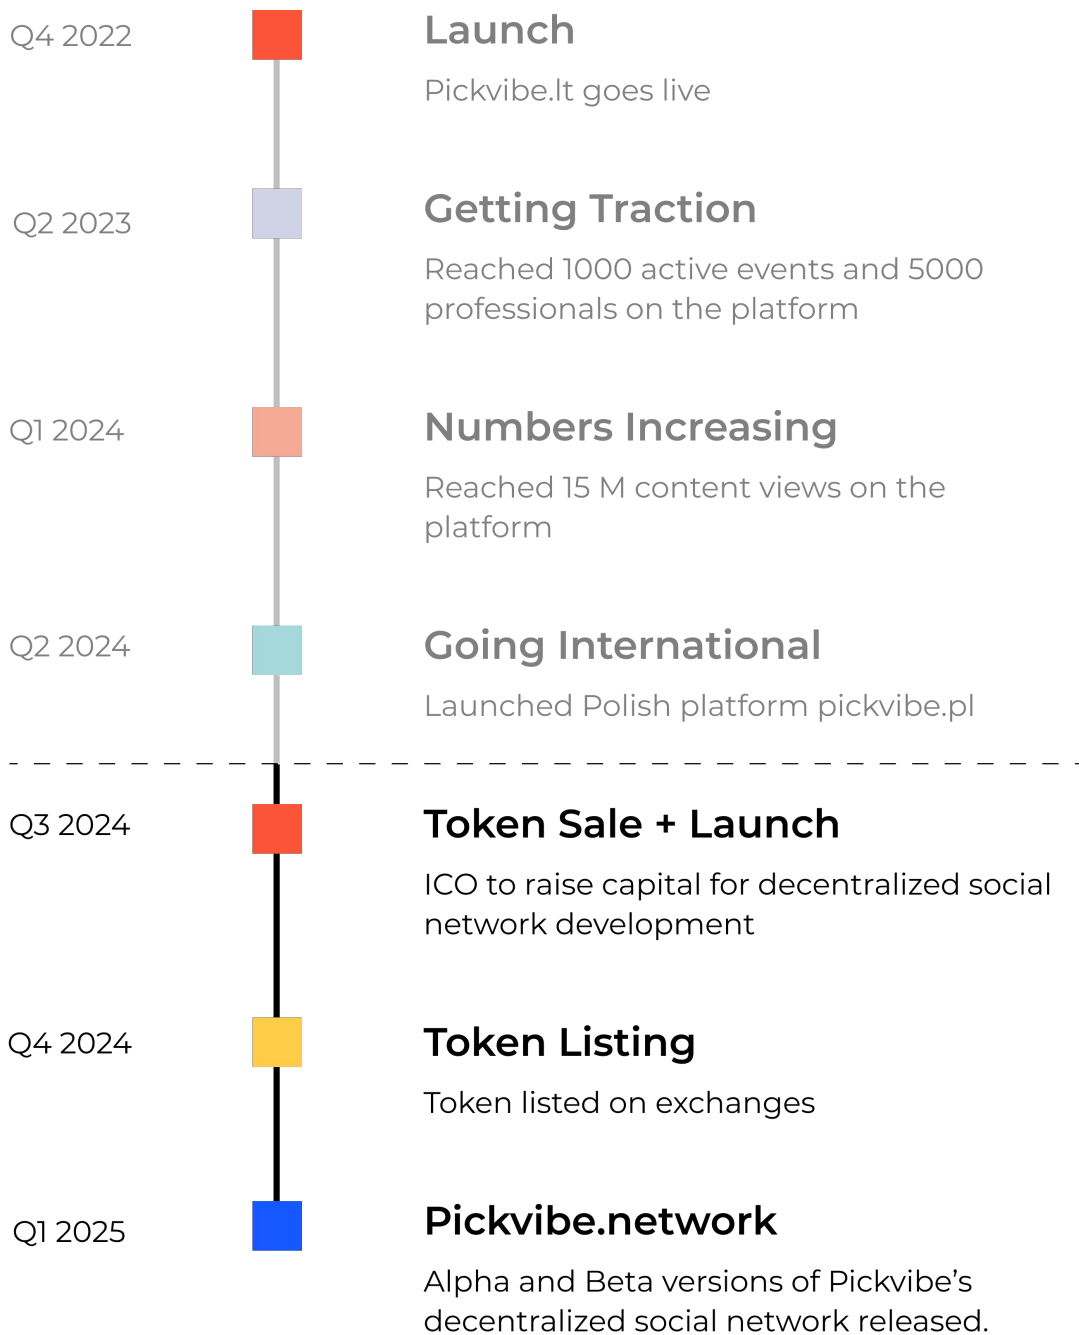 Q4 2022
Launch
Pickvibe.lt goes live
Q2 2023
Getting Traction
Reached 1000 active events and 5000
professionals on the platform
Q1 2024
Numbers Increasing
Reached 15 M content views on the
platform
Q2 2024
Going International
Launched Polish platform pickvibe.pl
Q3 2024
Token Sale + Launch
ICO to raise capital for decentralized social
network development
Q4 2024
Token Listing
Token listed on exchanges
Q1 2025
Pickvibe.network
Alpha and Beta versions of Pickvibe’s
decentralized social network released.